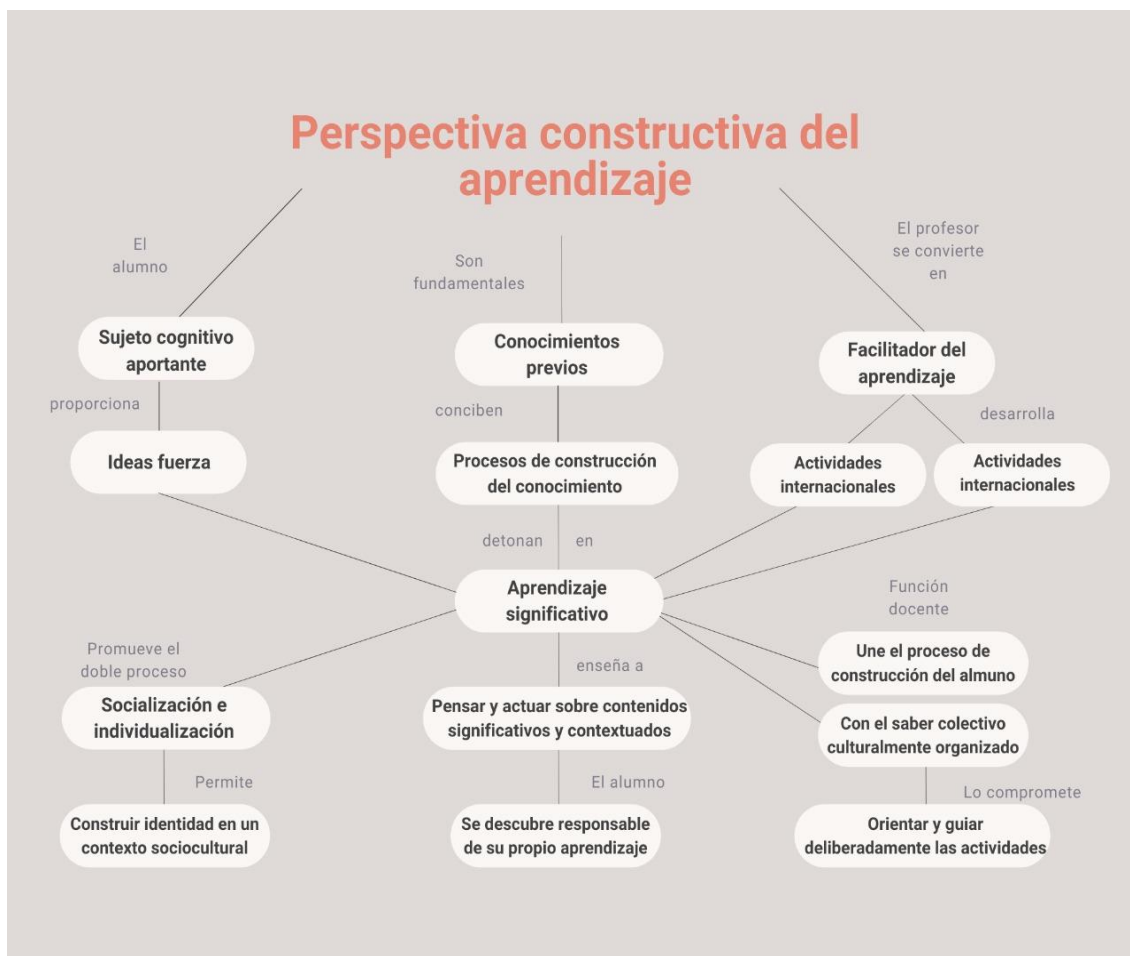 Perspectiva constructiva del
aprendizaje
El
alumno
Son
fundamentales
El profesor
se convierte
en
Sujeto cognitivo
aportante
Conocimientos
previos
Facilitador del
aprendizaje
proporciona
conciben
desarrolla
Ideas fuerza
Procesos de construcción
del conocimiento
Actividades
internacionales
Actividades
internacionales
detonan en
Aprendizaje
significativo
Función
docente
Promueve el
doble proceso
enseña a
Une el proceso de
construcción del almuno
Socialización e
individualización
Pensar y actuar sobre contenidos
significativos y contextuados
Con el saber colectivo
culturalmente organizado
Permite
El alumno
Lo compromete
Construir identidad en un
contexto sociocultural
Se descubre responsable
de su propio aprendizaje
Orientar y guiar
deliberadamente las actividades